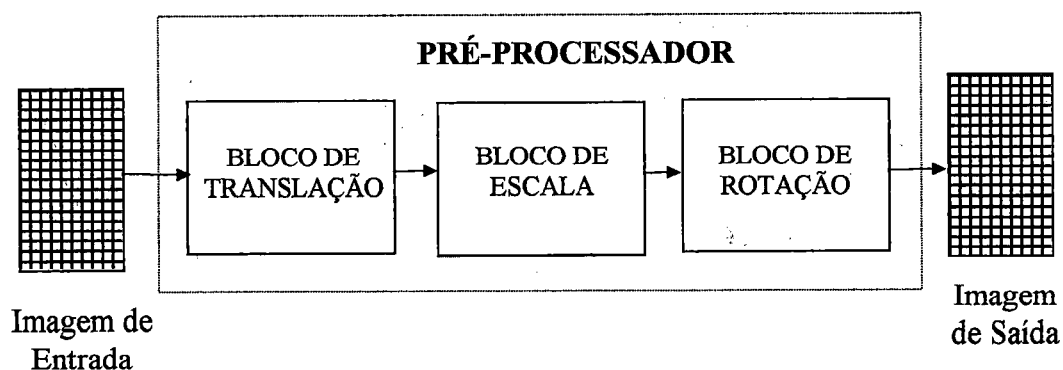 PRÉ-PROCESSADOR
BLOCO DE
TRANSLAÇÃO
BLOCO DE
ESCALA
BLOCO DE
ROTAÇÃO
Imagem de
Entrada
Imagem
de Saída